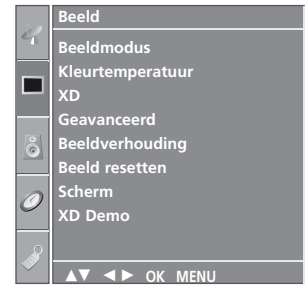 Beeld
Beeldmodus
Kleurtemperatuur
XD
Geavanceerd
Beeldverhouding
Beeld resetten
Scherm
XD Demo
▲▼ ◄► OK MENU